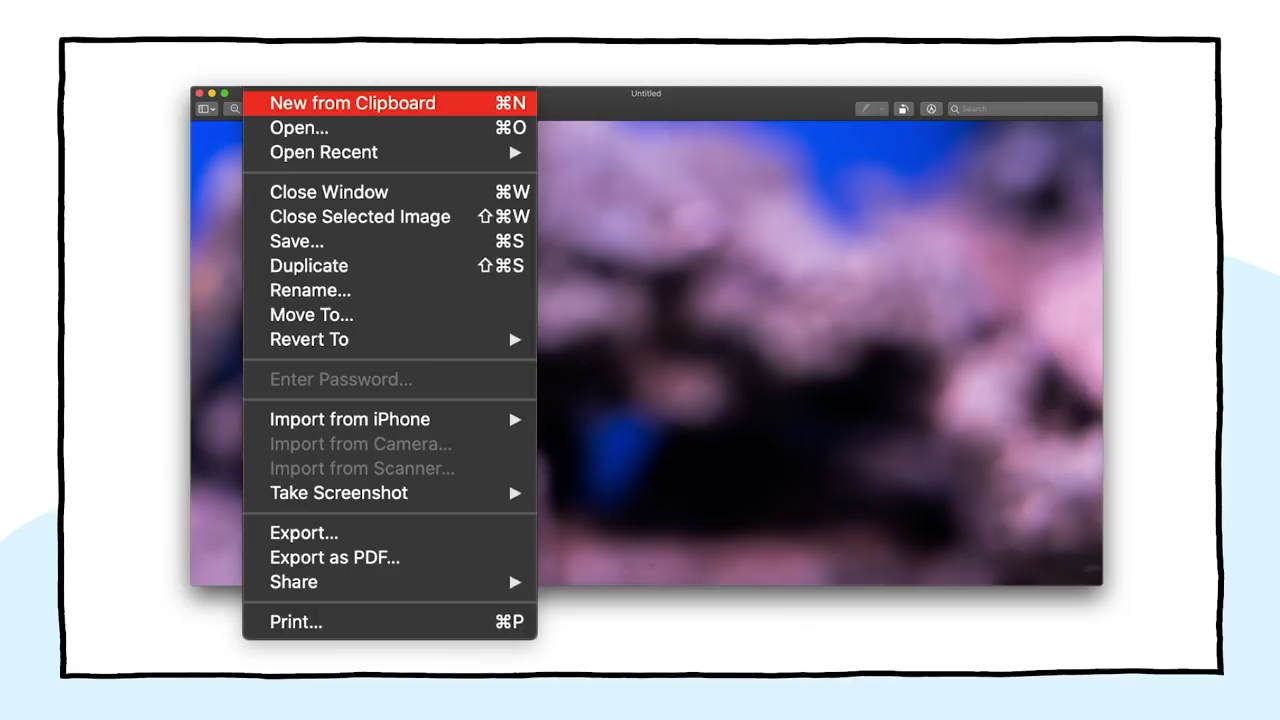 Untitled
Search
New from Clipboard ⌘N
Open... ⌘O
Open Recent ▶
Close Window ⌘W
Close Selected Image ⇧⌘W
Save... ⌘S
Duplicate ⇧⌘S
Rename...
Move To...
Revert To ▶
Enter Password...
Import from iPhone ▶
Import from Camera...
Import from Scanner...
Take Screenshot ▶
Export...
Export as PDF...
Share ▶
Print... ⌘P